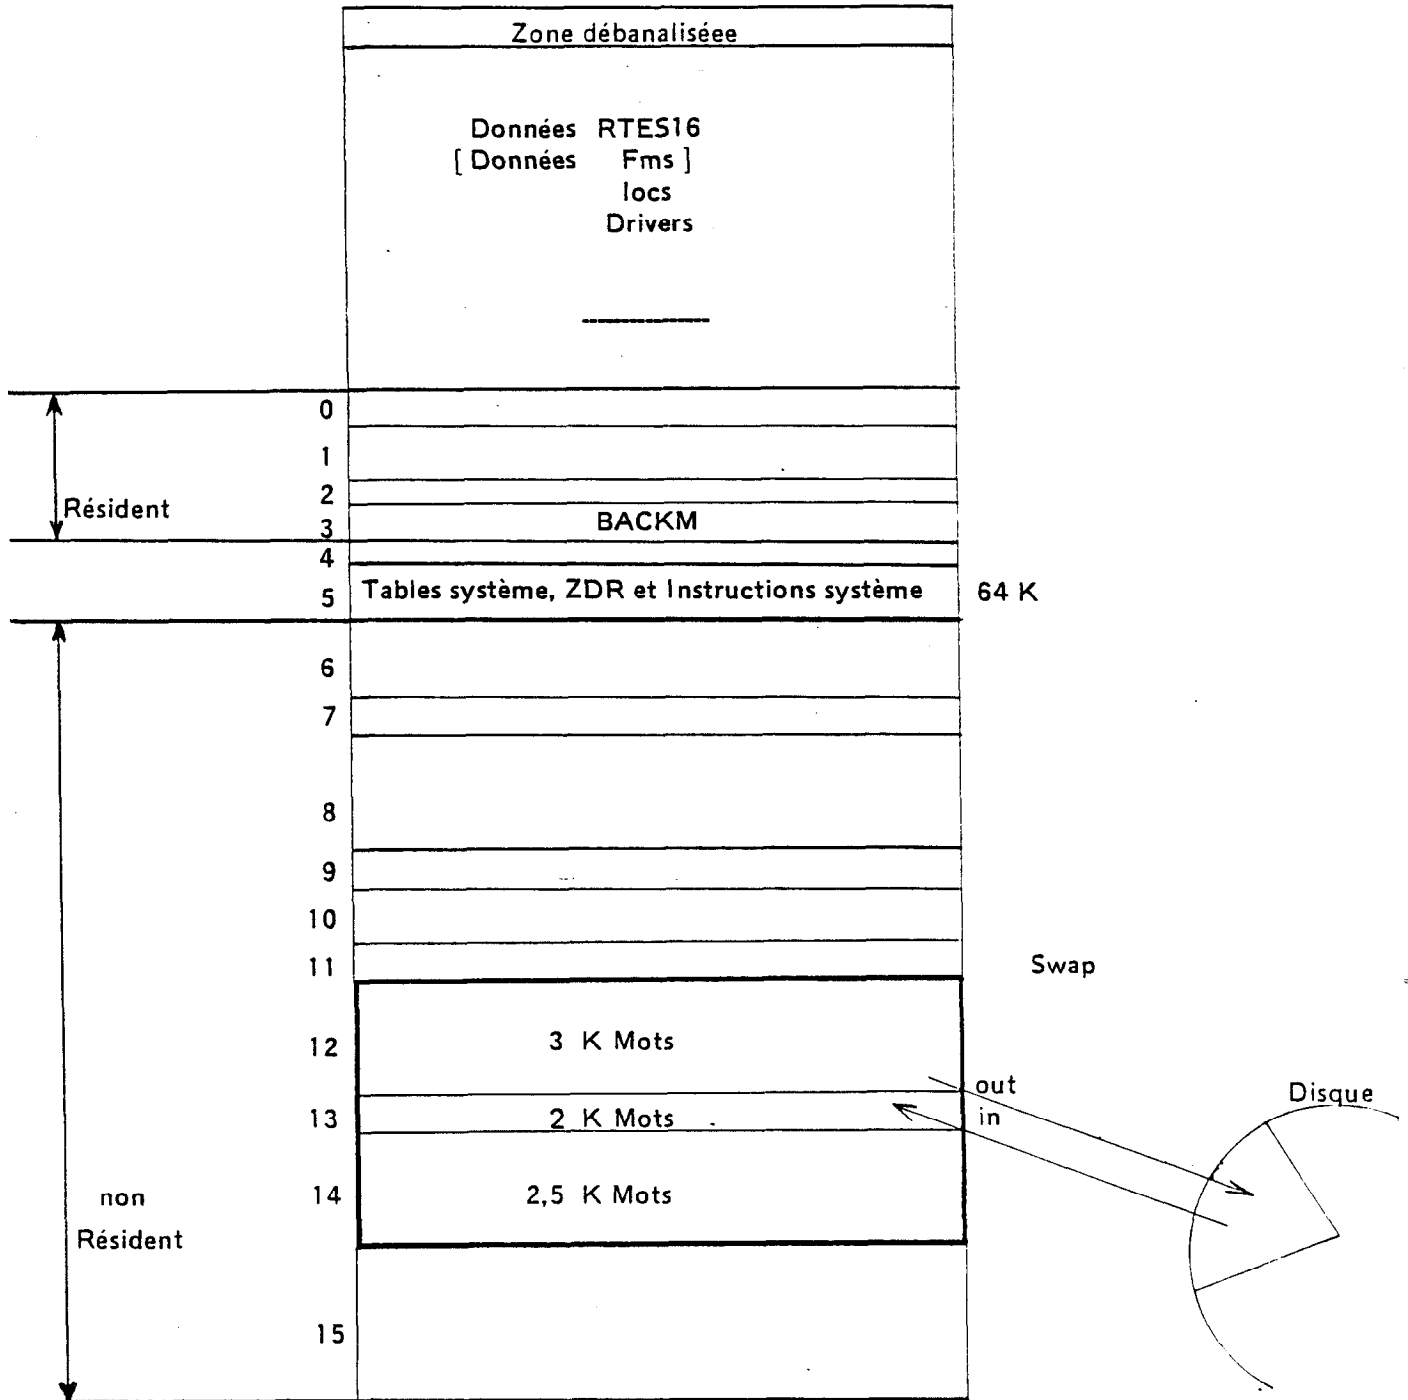 Zone débanaliséee
Données RTES16
[ Données Fms ]
Iocs
Drivers
0
1
2
Résident
3
BACKM
4
5
Tables système, ZDR et Instructions système
64 K
6
7
8
9
10
11
Swap
12
3 K Mots
out
Disque
13
2 K Mots
in
14
2,5 K Mots
non
Résident
15